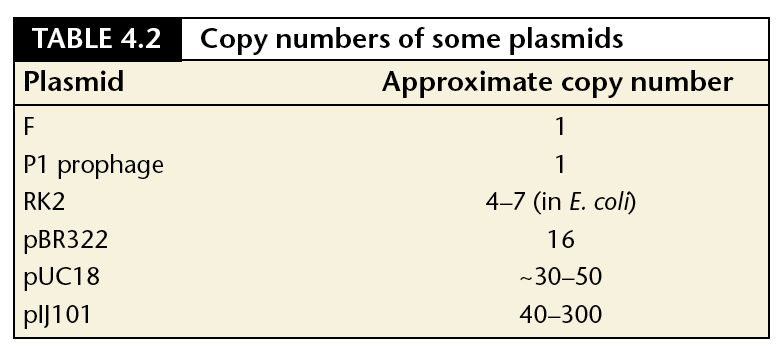 TABLE 4.2 Copy numbers of some plasmids
Plasmid Approximate copy number
F 1
P1 prophage 1
RK2 4–7 (in E. coli)
pBR322 16
pUC18 ~30–50
pIJ101 40–300